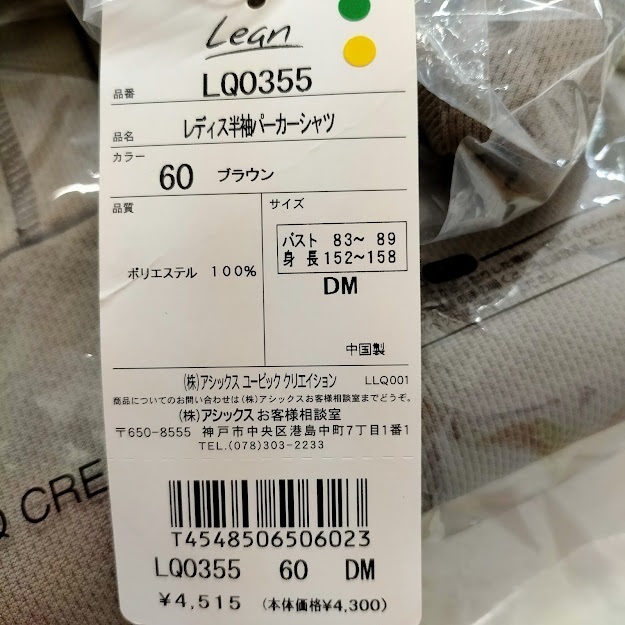 Lean
品番 LQ0355
品名 レディス半袖パーカーシャツ
カラー 60 ブラウン
品質 サイズ
バスト 83~ 89
身 長 152~158
ポリエステル 100%
DM
中国製
(株)アシックス ユービック クリエイション LLQ001
商品についてのお問い合わせは(株)アシックスお客様相談室までどうぞ。
(株)アシックスお客様相談室
〒650-8555 神戸市中央区港島中町7丁目1番1
TEL.(078)303-2233
CRE
T4548506506023
LQ0355 60 DM
¥4,515 (本体価格¥4,300)